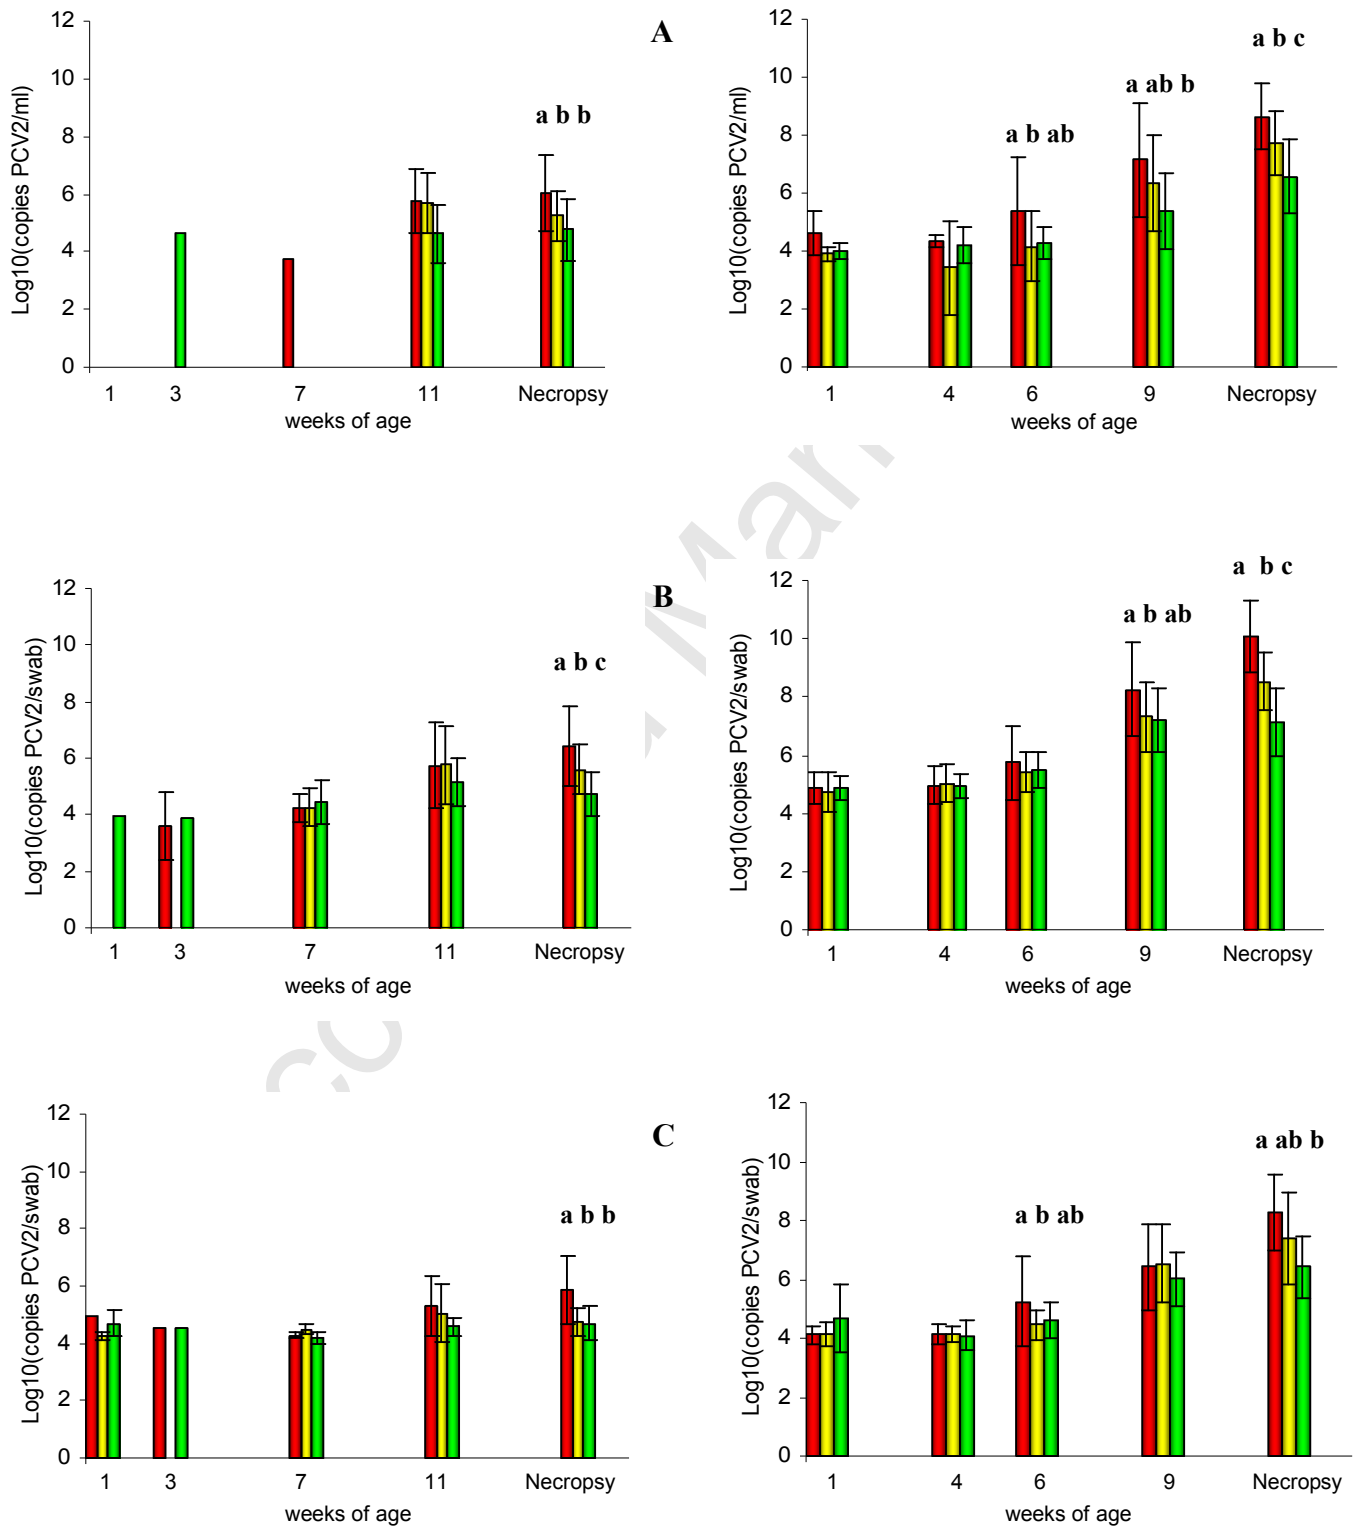 A
12
10
8
6
4
2
0
Log10(copies PCV2/ml)
a b b
1 3 7 11 Necropsy
weeks of age
12
10
8
6
4
2
0
Log10(copies PCV2/ml)
a b ab
a ab b
a b c
1 4 6 9 Necropsy
weeks of age
B
12
10
8
6
4
2
0
Log10(copies PCV2/swab)
a b c
1 3 7 11 Necropsy
weeks of age
12
10
8
6
4
2
0
Log10(copies PCV2/swab)
a b ab
a b c
1 4 6 9 Necropsy
weeks of age
C
12
10
8
6
4
2
0
Log10(copies PCV2/swab)
a b b
1 3 7 11 Necropsy
weeks of age
12
10
8
6
4
2
0
Log10(copies PCV2/swab)
a b ab
a ab b
1 4 6 9 Necropsy
weeks of age